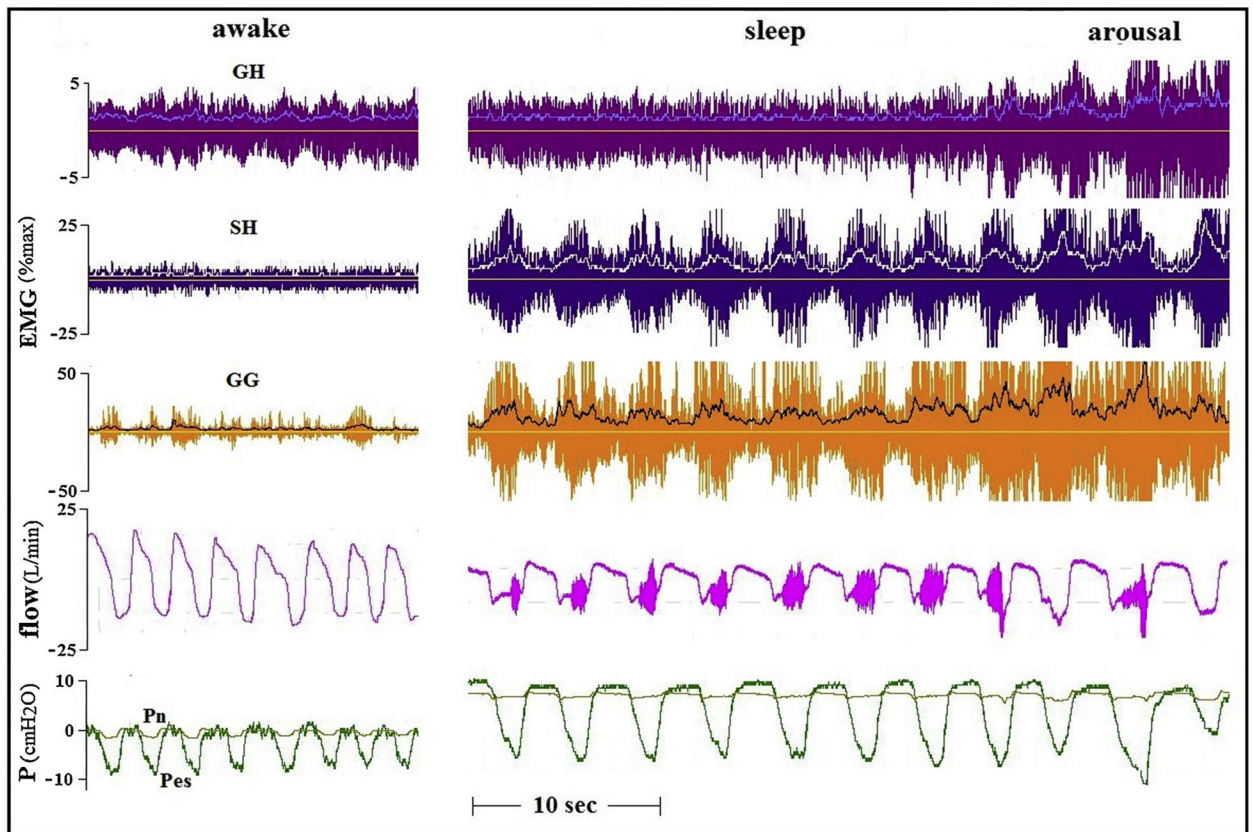 awake
sleep
arousal
GH
5
-5
SH
25
-25
EMG (%max)
GG
50
-50
25
-25
flow(L/min)
10
0
-10
P (cmH2O)
Pn
Pes
10 sec